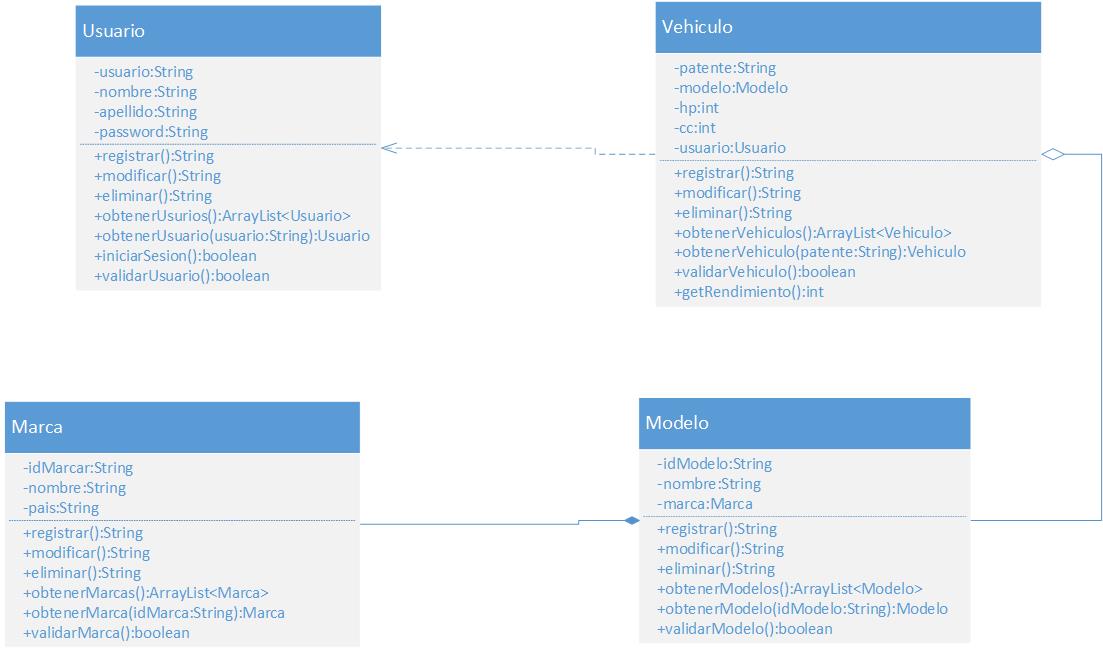 Usuario
-usuario:String
-nombre:String
-apellido:String
-password:String
+registrar():String
+modificar():String
+eliminar():String
+obtenerUsurios():ArrayList<Usuario>
+obtenerUsuario(usuario:String):Usuario
+iniciarSesion():boolean
+validarUsuario():boolean
Vehiculo
-patente:String
-modelo:Modelo
-hp:int
-cc:int
-usuario:Usuario
+registrar():String
+modificar():String
+eliminar():String
+obtenerVehiculos():ArrayList<Vehiculo>
+obtenerVehiculo(patente:String):Vehiculo
+validarVehiculo():boolean
+getRendimiento():int
Marca
-idMarcar:String
-nombre:String
-pais:String
+registrar():String
+modificar():String
+eliminar():String
+obtenerMarcas():ArrayList<Marca>
+obtenerMarca(idMarca:String):Marca
+validarMarca():boolean
Modelo
-idModelo:String
-nombre:String
-marca:Marca
+registrar():String
+modificar():String
+eliminar():String
+obtenerModelos():ArrayList<Modelo>
+obtenerModelo(idModelo:String):Modelo
+validarModelo():boolean